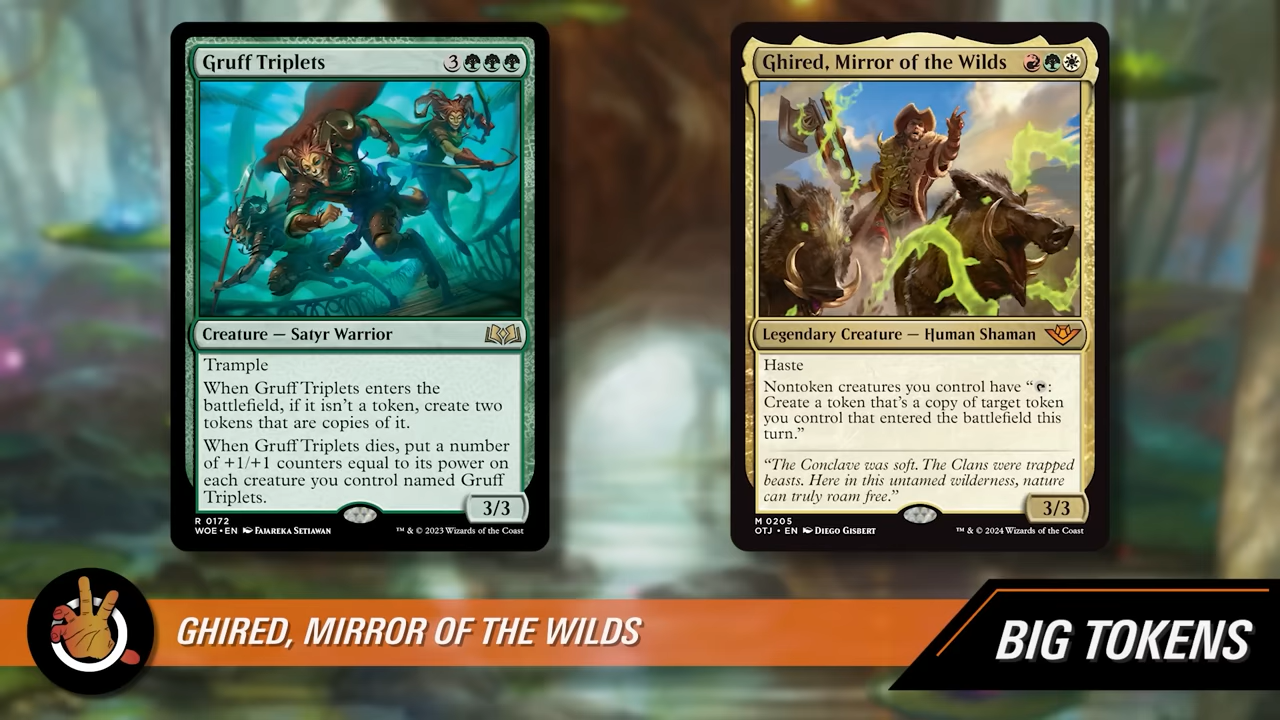 Gruff Triplets 3
Creature — Satyr Warrior
Trample
When Gruff Triplets enters the
battlefield, if it isn't a token, create two
tokens that are copies of it.
When Gruff Triplets dies, put a number
of +1/+1 counters equal to its power on
each creature you control named Gruff
Triplets.
3/3
R 0172
WOE • EN Fajareka Setiawan
™ & © 2023 Wizards of the Coast
Ghired, Mirror of the Wilds
Legendary Creature — Human Shaman
Haste
Nontoken creatures you control have “ :
Create a token that's a copy of target token
you control that entered the battlefield this
turn.”
“The Conclave was soft. The Clans were trapped
beasts. Here in this untamed wilderness, nature
can truly roam free.”
3/3
M 0205
OTJ • EN Diego Gisbert
™ & © 2024 Wizards of the Coast
GHIRED, MIRROR OF THE WILDS
BIG TOKENS